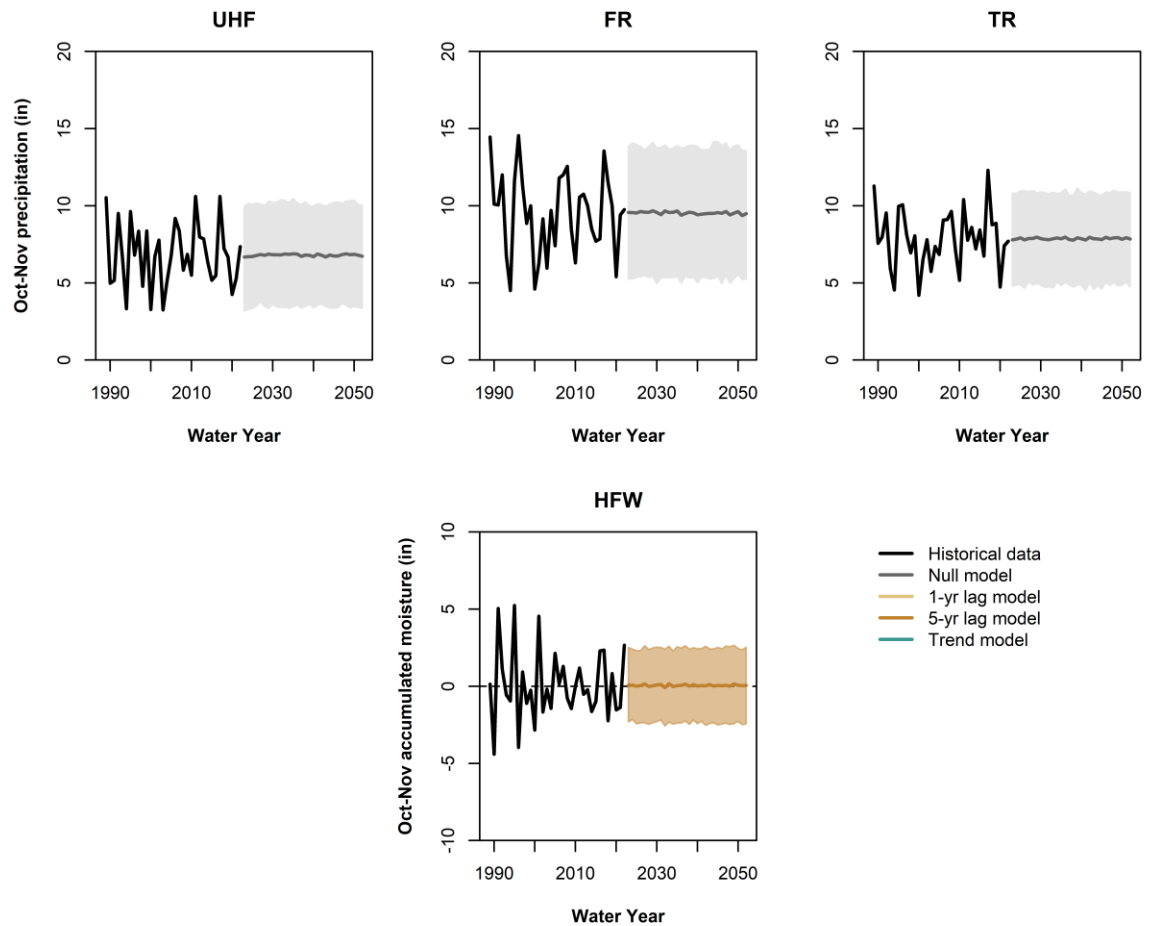 UHF
FR
TR
Oct-Nov precipitation (in)
20
15
10
5
0
20
15
10
5
0
20
15
10
5
0
1990 2010 2030 2050
1990 2010 2030 2050
1990 2010 2030 2050
Water Year
Water Year
Water Year
HFW
Oct-Nov accumulated moisture (in)
10
5
0
-5
-10
1990 2010 2030 2050
Water Year
Historical data
Null model
1-yr lag model
5-yr lag model
Trend model